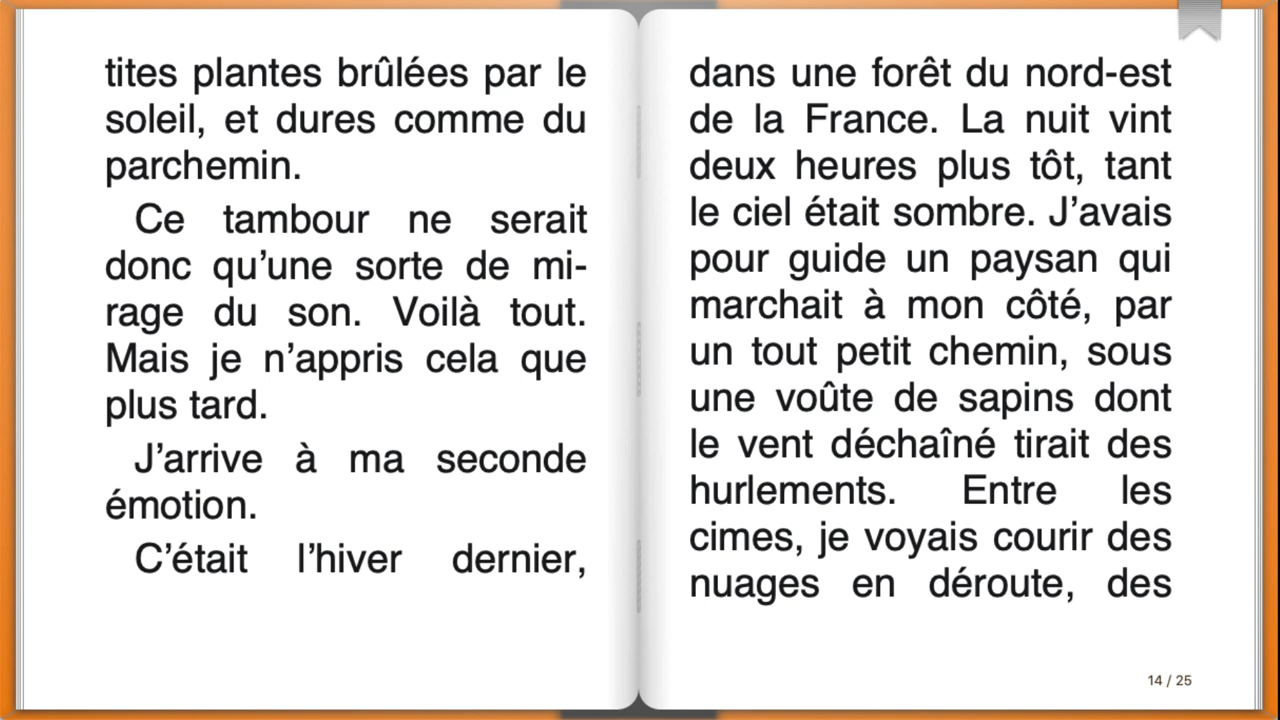 tites plantes brûlées par le
soleil, et dures comme du
parchemin.
Ce tambour ne serait
donc qu’une sorte de mi-
rage du son. Voilà tout.
Mais je n’appris cela que
plus tard.
J’arrive à ma seconde
émotion.
C’était l’hiver dernier,
dans une forêt du nord-est
de la France. La nuit vint
deux heures plus tôt, tant
le ciel était sombre. J’avais
pour guide un paysan qui
marchait à mon côté, par
un tout petit chemin, sous
une voûte de sapins dont
le vent déchaîné tirait des
hurlements. Entre les
cimes, je voyais courir des
nuages en déroute, des
14 / 25